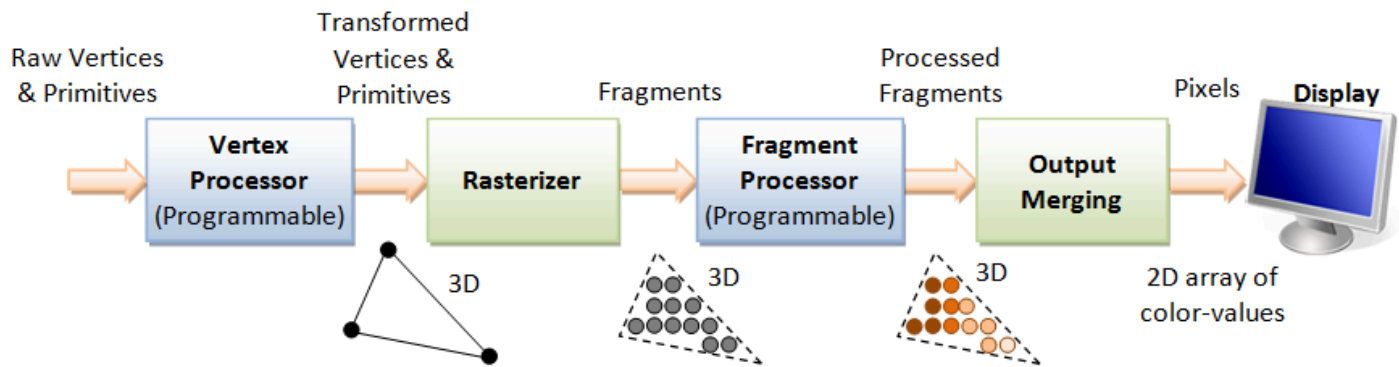 Raw Vertices
& Primitives
Transformed
Vertices &
Primitives
Fragments
Processed
Fragments
Pixels
Display
Vertex
Processor
(Programmable)
Rasterizer
Fragment
Processor
(Programmable)
Output
Merging
3D
3D
3D
2D array of
color-values